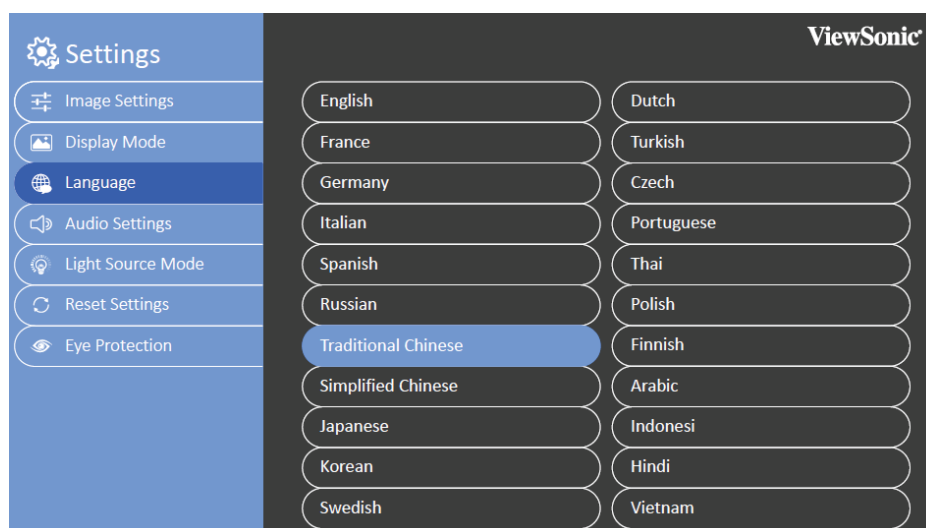 ViewSonic
Settings
Image Settings
Display Mode
Language
Audio Settings
Light Source Mode
Reset Settings
Eye Protection
English
France
Germany
Italian
Spanish
Russian
Traditional Chinese
Simplified Chinese
Japanese
Korean
Swedish
Dutch
Turkish
Czech
Portuguese
Thai
Polish
Finnish
Arabic
Indonesi
Hindi
Vietnam